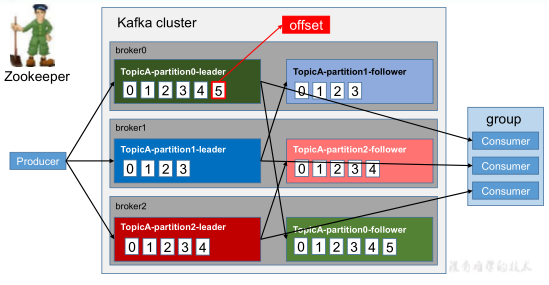 Kafka cluster
offset
Zookeeper
broker0
TopicA-partition0-leader
0 1 2 3 4 5
TopicA-partition1-follower
0 1 2 3
broker1
TopicA-partition1-leader
0 1 2 3
TopicA-partition2-follower
0 1 2 3 4
broker2
TopicA-partition2-leader
0 1 2 3 4
TopicA-partition0-follower
0 1 2 3 4 5
Producer
group
Consumer
Consumer
Consumer